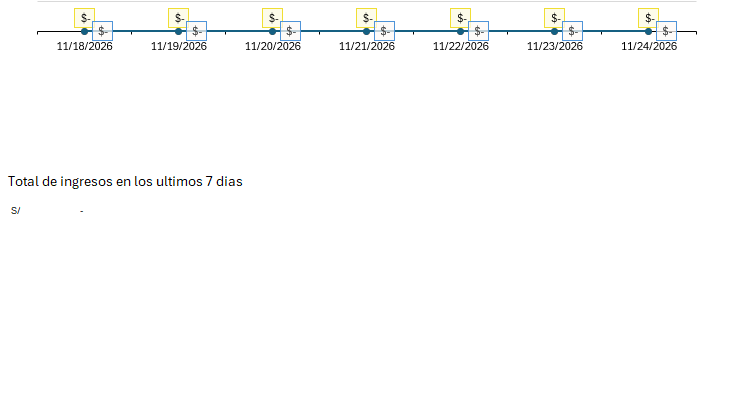 $- $- $- $- $- $- $-
$- $- $- $- $- $- $-
11/18/2026 11/19/2026 11/20/2026 11/21/2026 11/22/2026 11/23/2026 11/24/2026
Total de ingresos en los ultimos 7 dias
S/ -